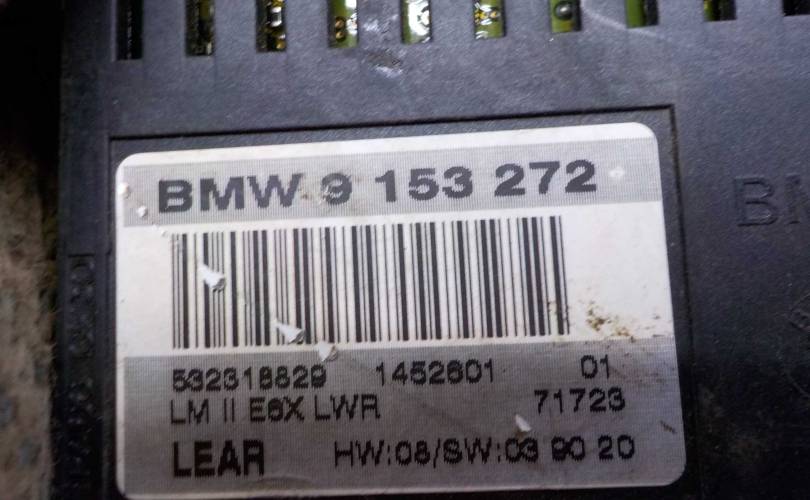 BMW 9 153 272
532318829 1452601 01
LM II E6X LWR 71723
LEAR HW:08/SW:03 90 20